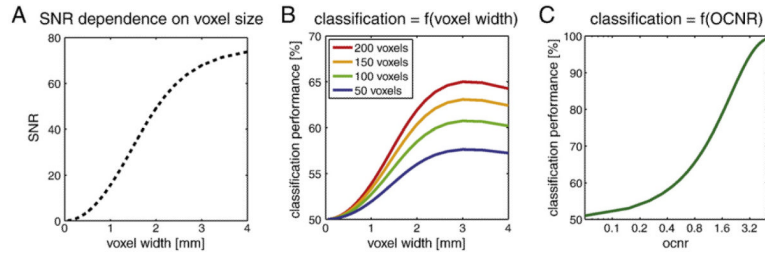 A SNR dependence on voxel size
80
60
40
20
0
SNR
0 1 2 3 4
voxel width [mm]
B classification = f(voxel width)
70
65
60
55
50
classification performance [%]
200 voxels
150 voxels
100 voxels
50 voxels
0 1 2 3 4
voxel width [mm]
C classification = f(OCNR)
100
90
80
70
60
50
classification performance [%]
0.1 0.2 0.4 0.8 1.6 3.2
ocnr